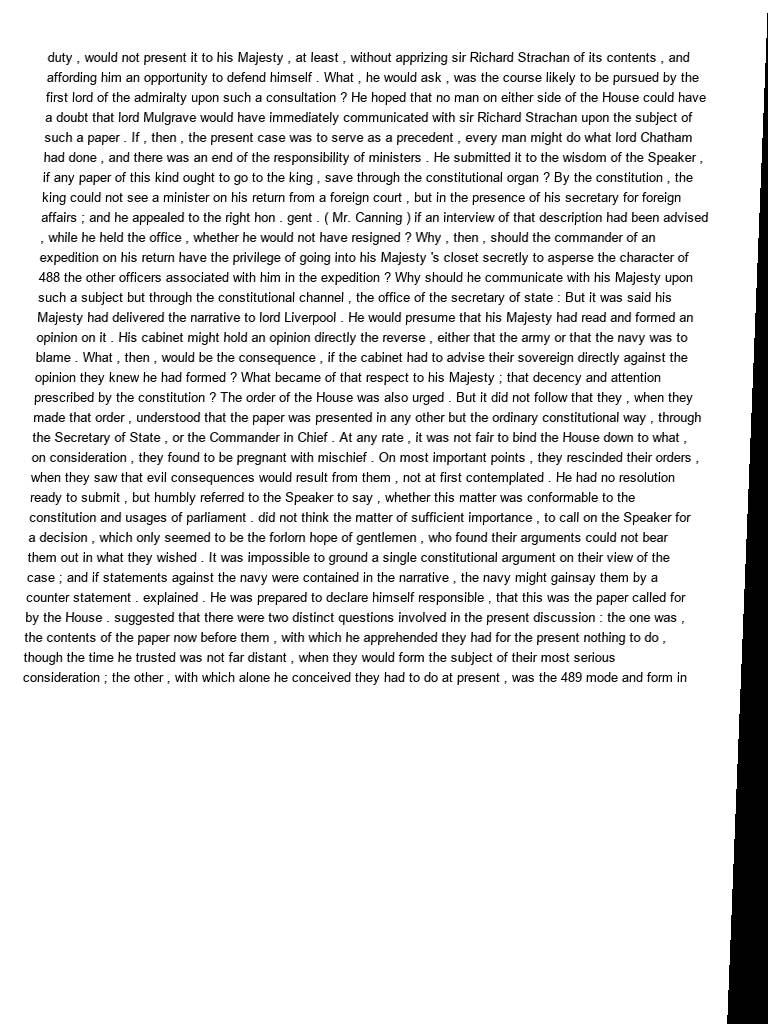 duty , would not present it to his Majesty , at least , without apprizing sir Richard Strachan of its contents , and
affording him an opportunity to defend himself . What , he would ask , was the course likely to be pursued by the
first lord of the admiralty upon such a consultation ? He hoped that no man on either side of the House could have
a doubt that lord Mulgrave would have immediately communicated with sir Richard Strachan upon the subject of
such a paper . If , then , the present case was to serve as a precedent , every man might do what lord Chatham
had done , and there was an end of the responsibility of ministers . He submitted it to the wisdom of the Speaker ,
if any paper of this kind ought to go to the king , save through the constitutional organ ? By the constitution , the
king could not see a minister on his return from a foreign court , but in the presence of his secretary for foreign
affairs ; and he appealed to the right hon . gent . ( Mr. Canning ) if an interview of that description had been advised
, while he held the office , whether he would not have resigned ? Why , then , should the commander of an
expedition on his return have the privilege of going into his Majesty 's closet secretly to asperse the character of
488 the other officers associated with him in the expedition ? Why should he communicate with his Majesty upon
such a subject but through the constitutional channel , the office of the secretary of state : But it was said his
Majesty had delivered the narrative to lord Liverpool . He would presume that his Majesty had read and formed an
opinion on it . His cabinet might hold an opinion directly the reverse , either that the army or that the navy was to
blame . What , then , would be the consequence , if the cabinet had to advise their sovereign directly against the
opinion they knew he had formed ? What became of that respect to his Majesty ; that decency and attention
prescribed by the constitution ? The order of the House was also urged . But it did not follow that they , when they
made that order , understood that the paper was presented in any other but the ordinary constitutional way , through
the Secretary of State , or the Commander in Chief . At any rate , it was not fair to bind the House down to what ,
on consideration , they found to be pregnant with mischief . On most important points , they rescinded their orders ,
when they saw that evil consequences would result from them , not at first contemplated . He had no resolution
ready to submit , but humbly referred to the Speaker to say , whether this matter was conformable to the
constitution and usages of parliament . did not think the matter of sufficient importance , to call on the Speaker for
a decision , which only seemed to be the forlorn hope of gentlemen , who found their arguments could not bear
them out in what they wished . It was impossible to ground a single constitutional argument on their view of the
case ; and if statements against the navy were contained in the narrative , the navy might gainsay them by a
counter statement . explained . He was prepared to declare himself responsible , that this was the paper called for
by the House . suggested that there were two distinct questions involved in the present discussion : the one was ,
the contents of the paper now before them , with which he apprehended they had for the present nothing to do ,
though the time he trusted was not far distant , when they would form the subject of their most serious
consideration ; the other , with which alone he conceived they had to do at present , was the 489 mode and form in